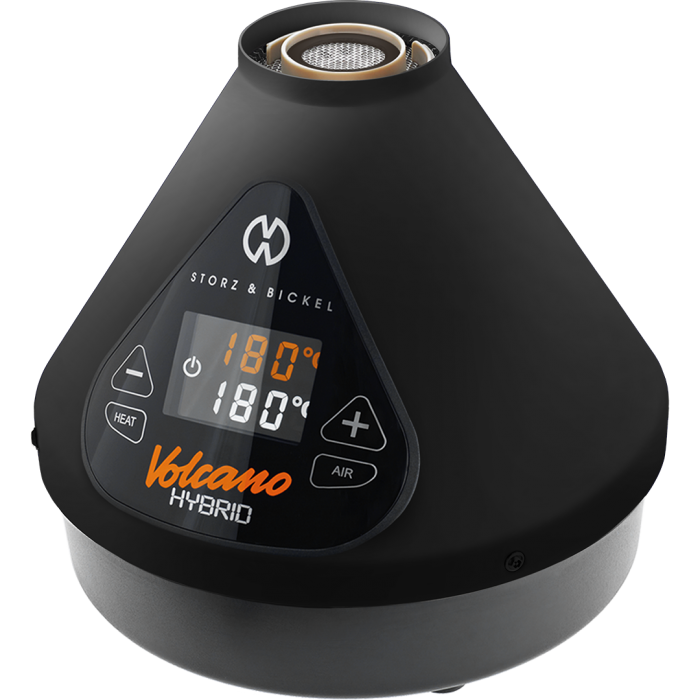 STORZ & BICKEL
180°C
180°C
−
+
HEAT
AIR
Volcano
HYBRID